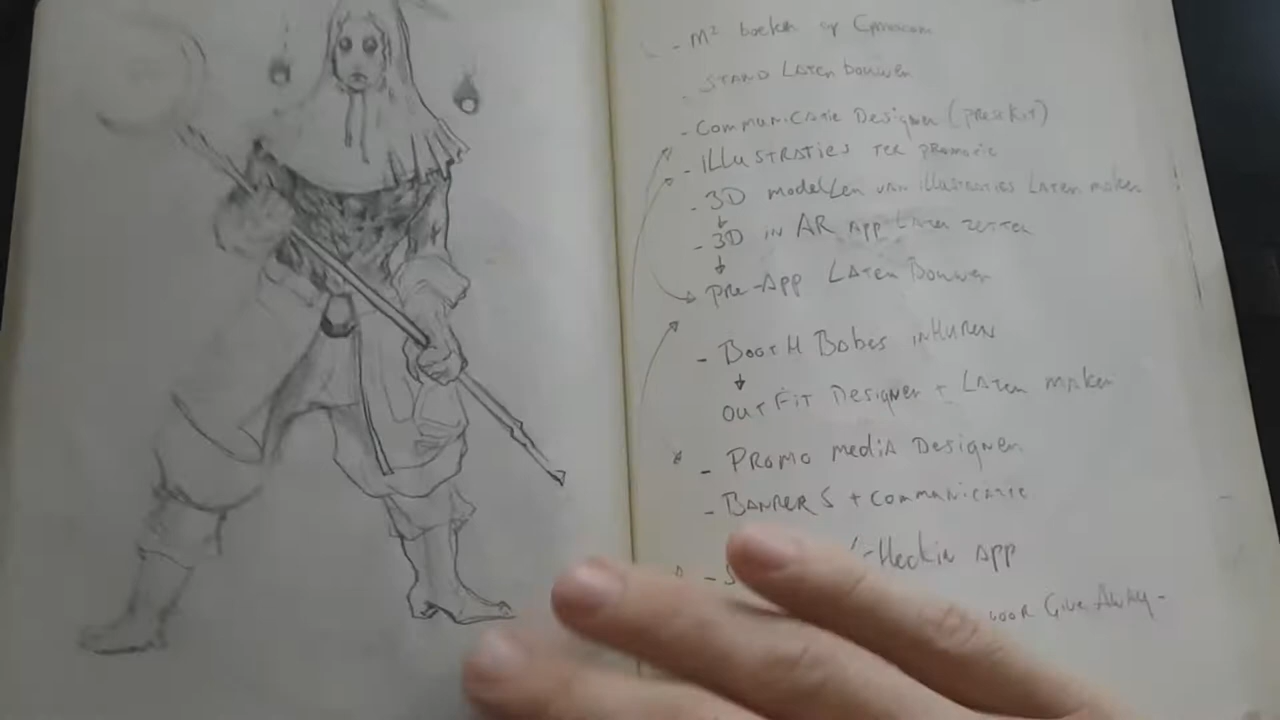 - M² boeken op Comiccon
STAND LATEN bouwen
- Communicatie Designen (presskit)
- ILLUSTRATIES TER promotie
- 3D modellen van illustraties LATEN maken
- 3D in AR App LATEN zetten
Pre-App LATEN Bouwen
- BOOTH Babes inHUREN
OUTFIT Designen + LATEN maken
- PROMO mediA Designen
- BANNERS + communicatie
- S /-Heckin App
voor Give AWAY -